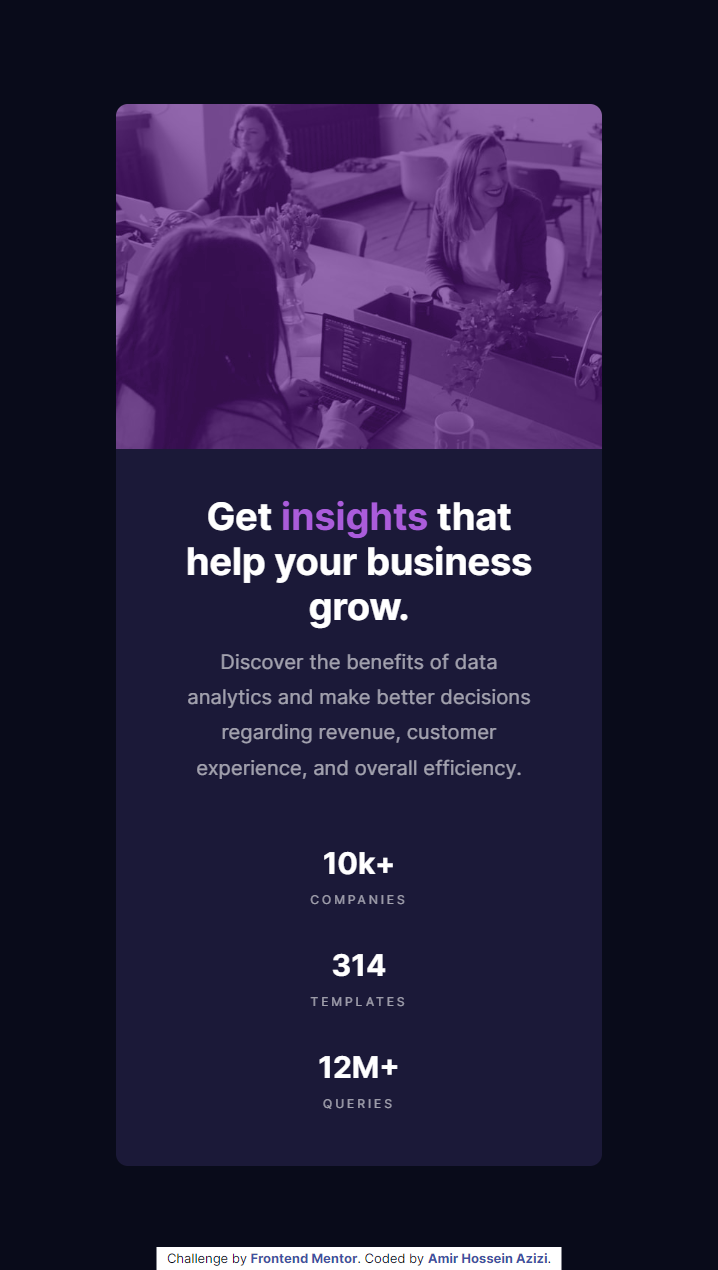 Get insights that
help your business
grow.
Discover the benefits of data
analytics and make better decisions
regarding revenue, customer
experience, and overall efficiency.
10k+
COMPANIES
314
TEMPLATES
12M+
QUERIES
Challenge by Frontend Mentor. Coded by Amir Hossein Azizi.